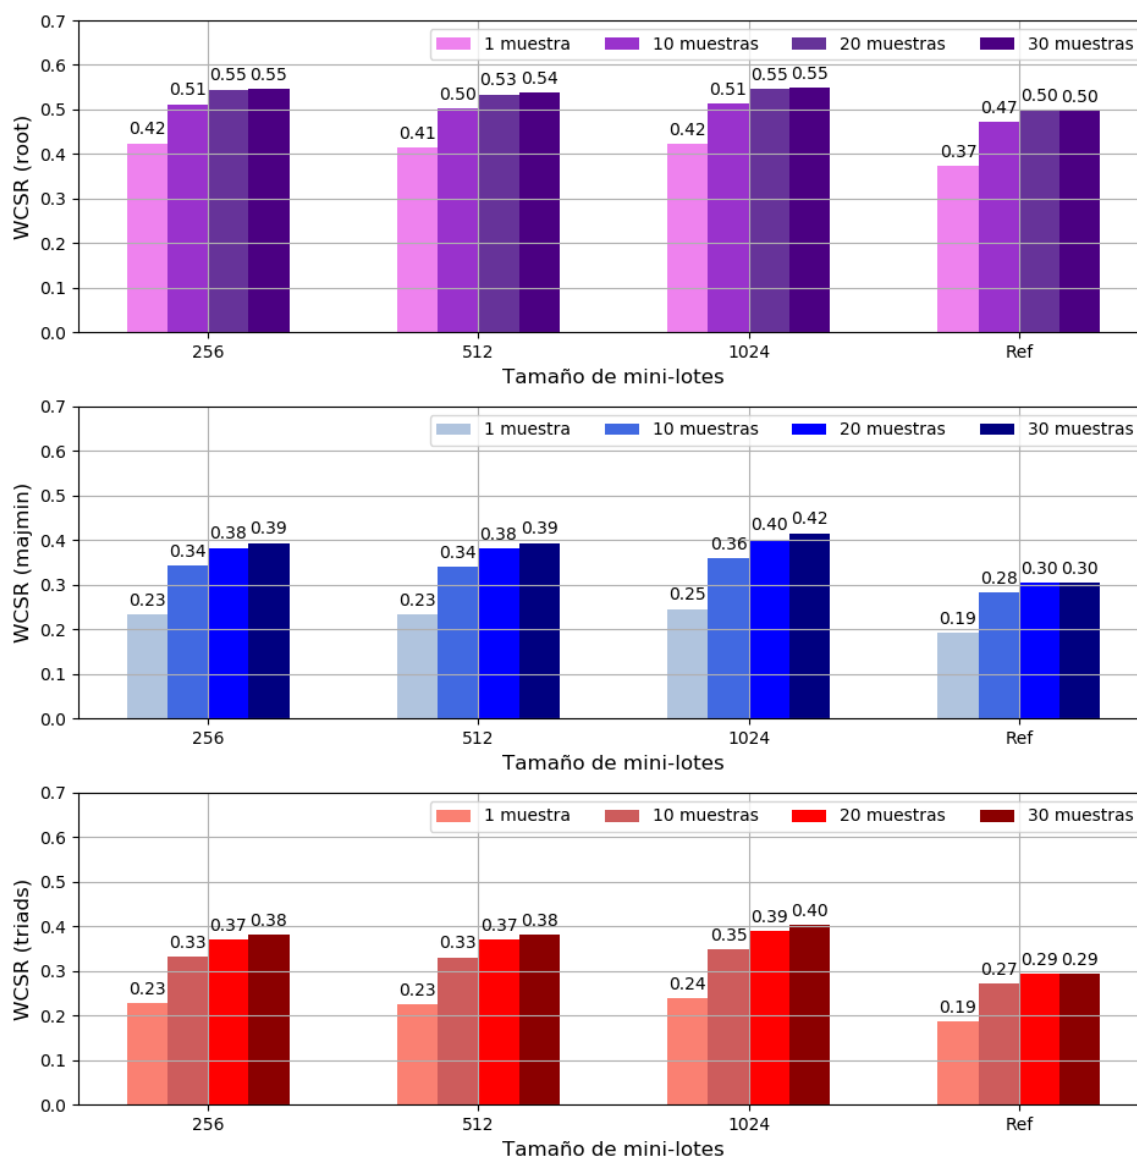 0.7
1 muestra 10 muestras 20 muestras 30 muestras
0.6
0.5
0.4
0.3
0.2
0.1
0.0
WCSR (root)
0.42 0.51 0.55 0.55
0.41 0.50 0.53 0.54
0.42 0.51 0.55 0.55
0.37 0.47 0.50 0.50
256 512 1024 Ref
Tamaño de mini-lotes
0.7
1 muestra 10 muestras 20 muestras 30 muestras
0.6
0.5
0.4
0.3
0.2
0.1
0.0
WCSR (majmin)
0.23 0.34 0.38 0.39
0.23 0.34 0.38 0.39
0.25 0.36 0.40 0.42
0.19 0.28 0.30 0.30
256 512 1024 Ref
Tamaño de mini-lotes
0.7
1 muestra 10 muestras 20 muestras 30 muestras
0.6
0.5
0.4
0.3
0.2
0.1
0.0
WCSR (triads)
0.23 0.33 0.37 0.38
0.23 0.33 0.37 0.38
0.24 0.35 0.39 0.40
0.19 0.27 0.29 0.29
256 512 1024 Ref
Tamaño de mini-lotes